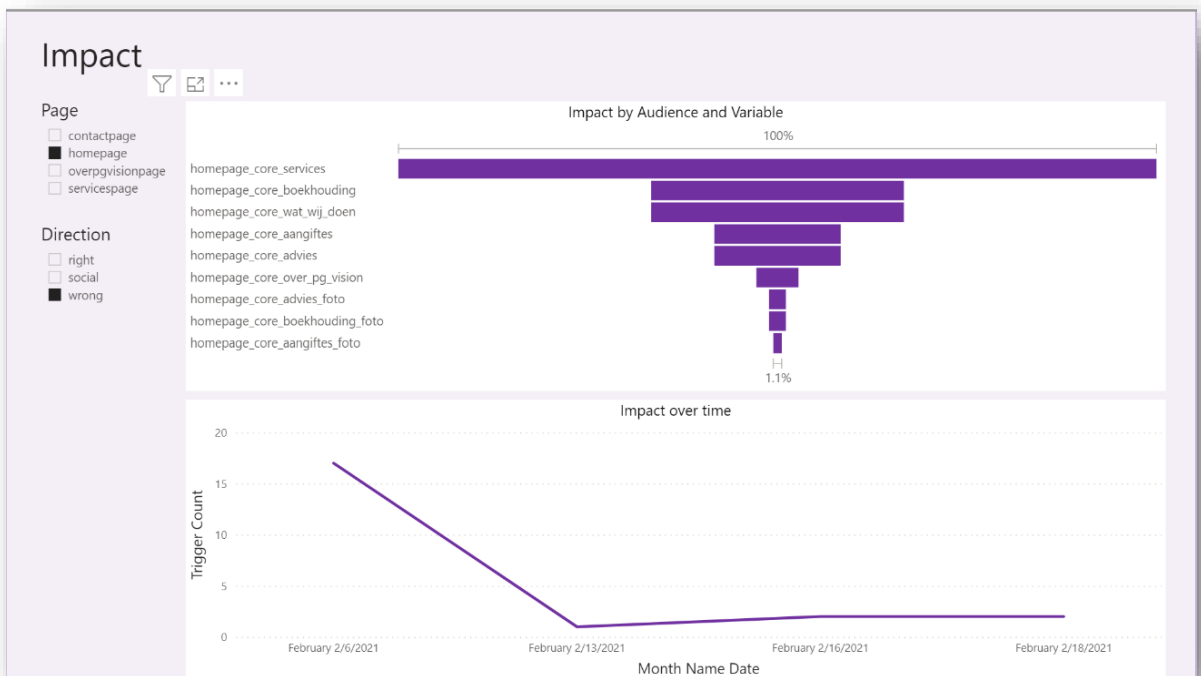 Impact
Page
contactpage
homepage
overpgvisionpage
servicespage
Direction
right
social
wrong
Impact by Audience and Variable
100%
homepage_core_services
homepage_core_boekhouding
homepage_core_wat_wij_doen
homepage_core_aangiftes
homepage_core_advies
homepage_core_over_pg_vision
homepage_core_advies_foto
homepage_core_boekhouding_foto
homepage_core_aangiftes_foto
1.1%
Impact over time
Trigger Count
20
15
10
5
0
February 2/6/2021
February 2/13/2021
February 2/16/2021
February 2/18/2021
Month Name Date